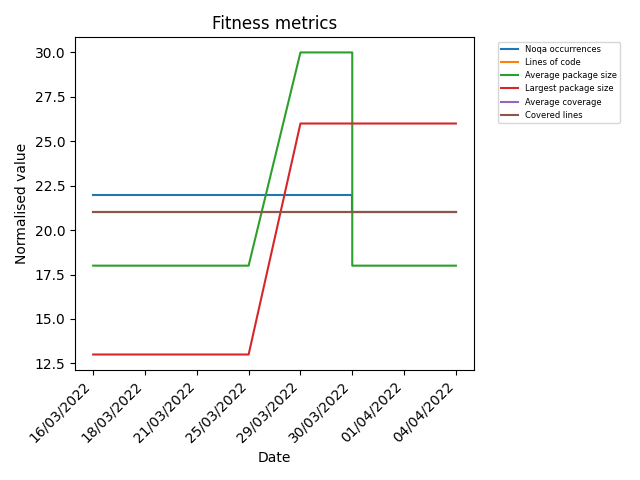 Fitness metrics
Noqa occurrences
Lines of code
Average package size
Largest package size
Average coverage
Covered lines
Normalised value
30.0
27.5
25.0
22.5
20.0
17.5
15.0
12.5
16/03/2022
18/03/2022
21/03/2022
25/03/2022
29/03/2022
30/03/2022
01/04/2022
04/04/2022
Date